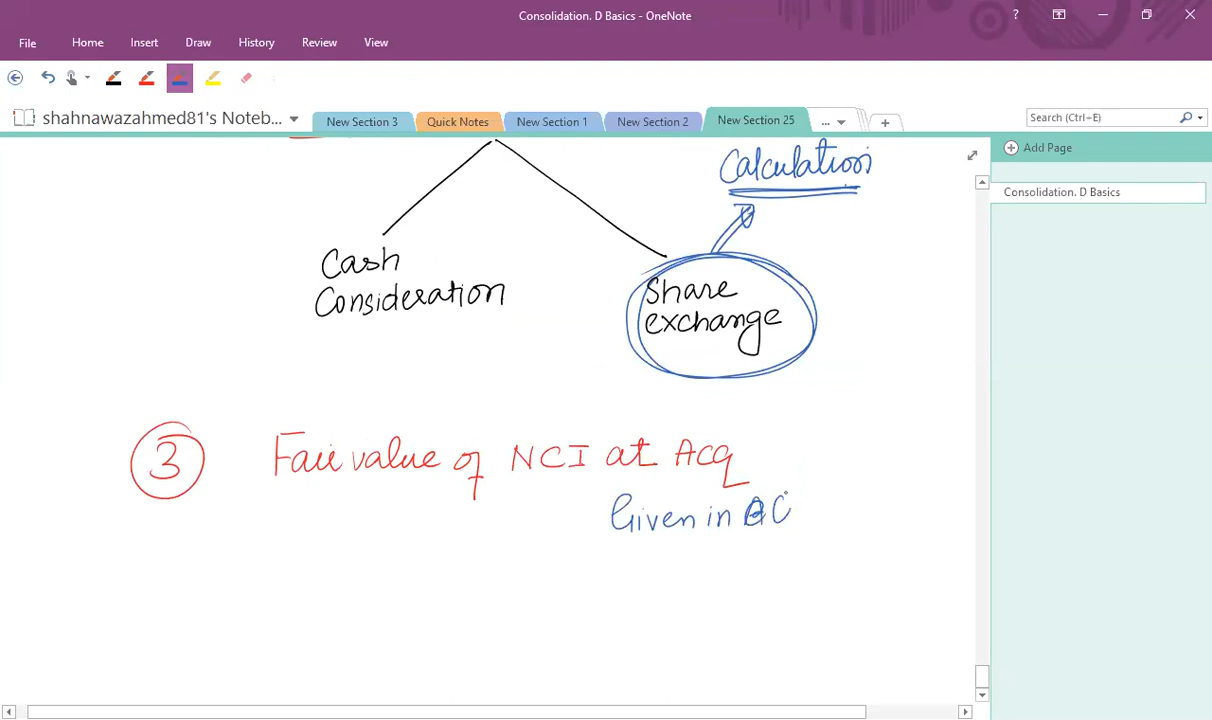 Consolidation. D Basics - OneNote
?
File Home Insert Draw History Review View
shahnawazahmed81's Noteb...
New Section 3 Quick Notes New Section 1 New Section 2 New Section 25 ...
Search (Ctrl+E)
Add Page
Consolidation. D Basics
Calculation
Cash
Consideration
Share
exchange
3 Fair value of NCI at Acq
Given in